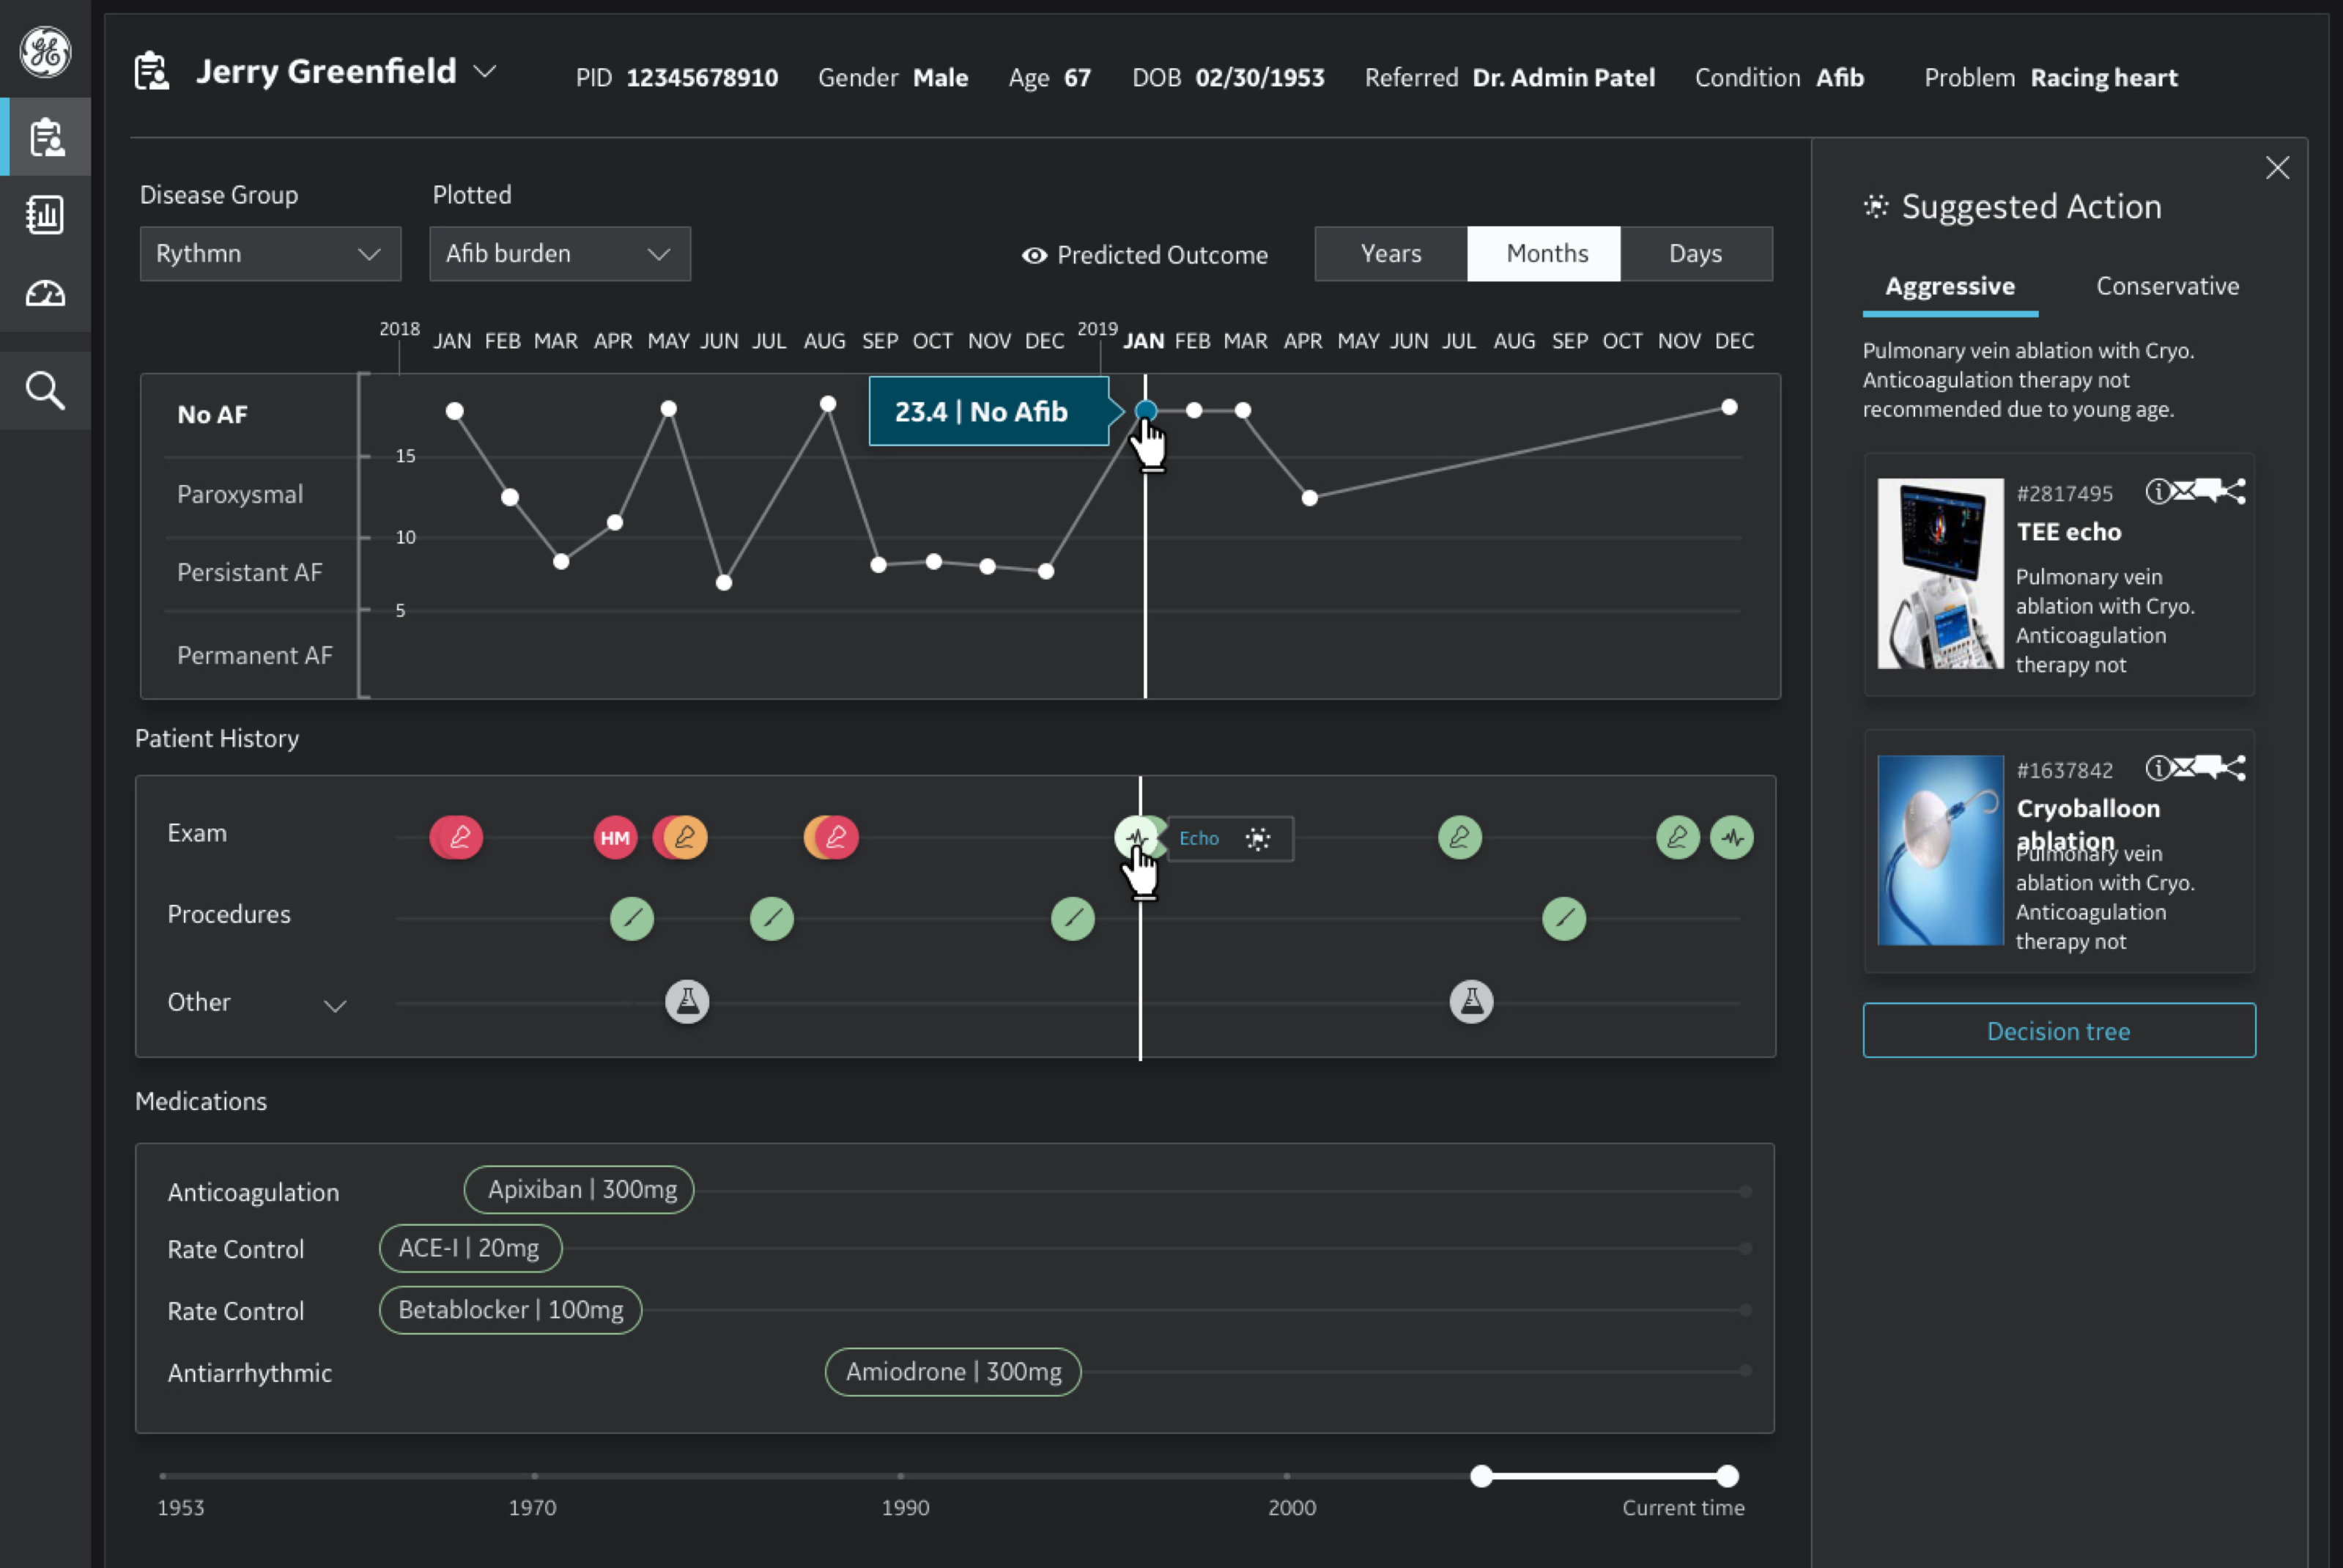 Jerry Greenfield
PID 12345678910 Gender Male Age 67 DOB 02/30/1953 Referred Dr. Admin Patel Condition Afib Problem Racing heart
Disease Group Plotted
Rythmn Afib burden
Predicted Outcome Years Months Days
2018 JAN FEB MAR APR MAY JUN JUL AUG SEP OCT NOV DEC 2019 JAN FEB MAR APR MAY JUN JUL AUG SEP OCT NOV DEC
No AF
23.4 | No Afib
15
Paroxysmal
10
Persistant AF
5
Permanent AF
Patient History
Exam
HM
Echo
Procedures
Other
Medications
Anticoagulation Apixiban | 300mg
Rate Control ACE-I | 20mg
Rate Control Betablocker | 100mg
Antiarrhythmic Amiodrone | 300mg
1953 1970 1990 2000 Current time
Suggested Action
Aggressive Conservative
Pulmonary vein ablation with Cryo.
Anticoagulation therapy not
recommended due to young age.
#2817495
TEE echo
Pulmonary vein
ablation with Cryo.
Anticoagulation
therapy not
#1637842
Cryoballoon
ablation
Pulmonary vein
ablation with Cryo.
Anticoagulation
therapy not
Decision tree
GE